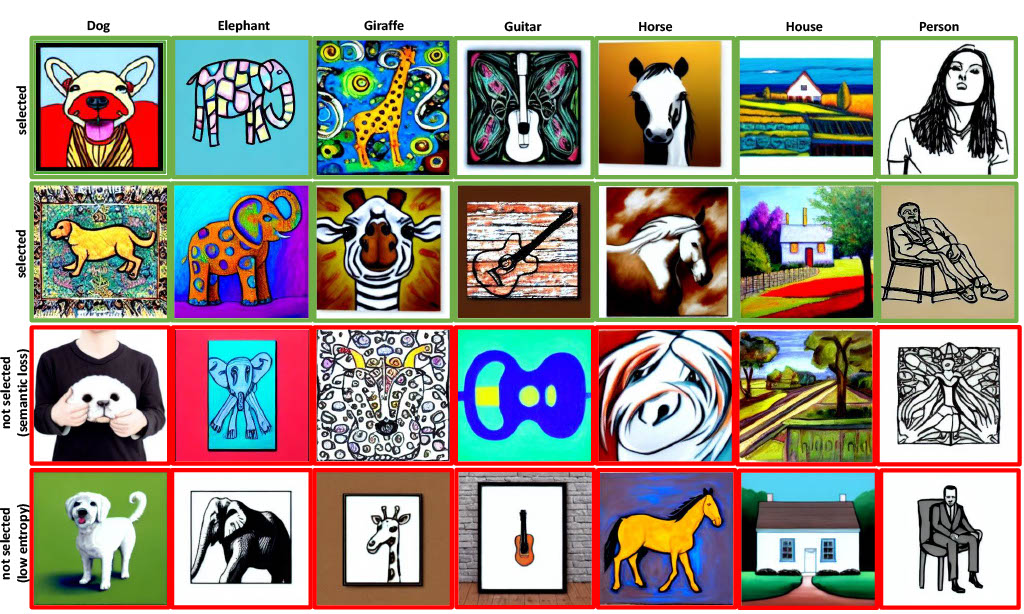 Dog Elephant Giraffe Guitar Horse House Person
selected
selected
not selected
(semantic loss)
not selected
(low entropy)